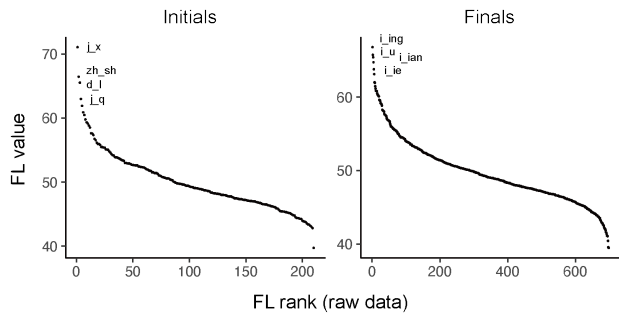 Initials
Finals
FL value
70
60
50
40
j_x
zh_sh
d_l
j_q
0
50
100
150
200
60
50
40
i_ing
i_u
i_ian
i_ie
0
200
400
600
FL rank (raw data)